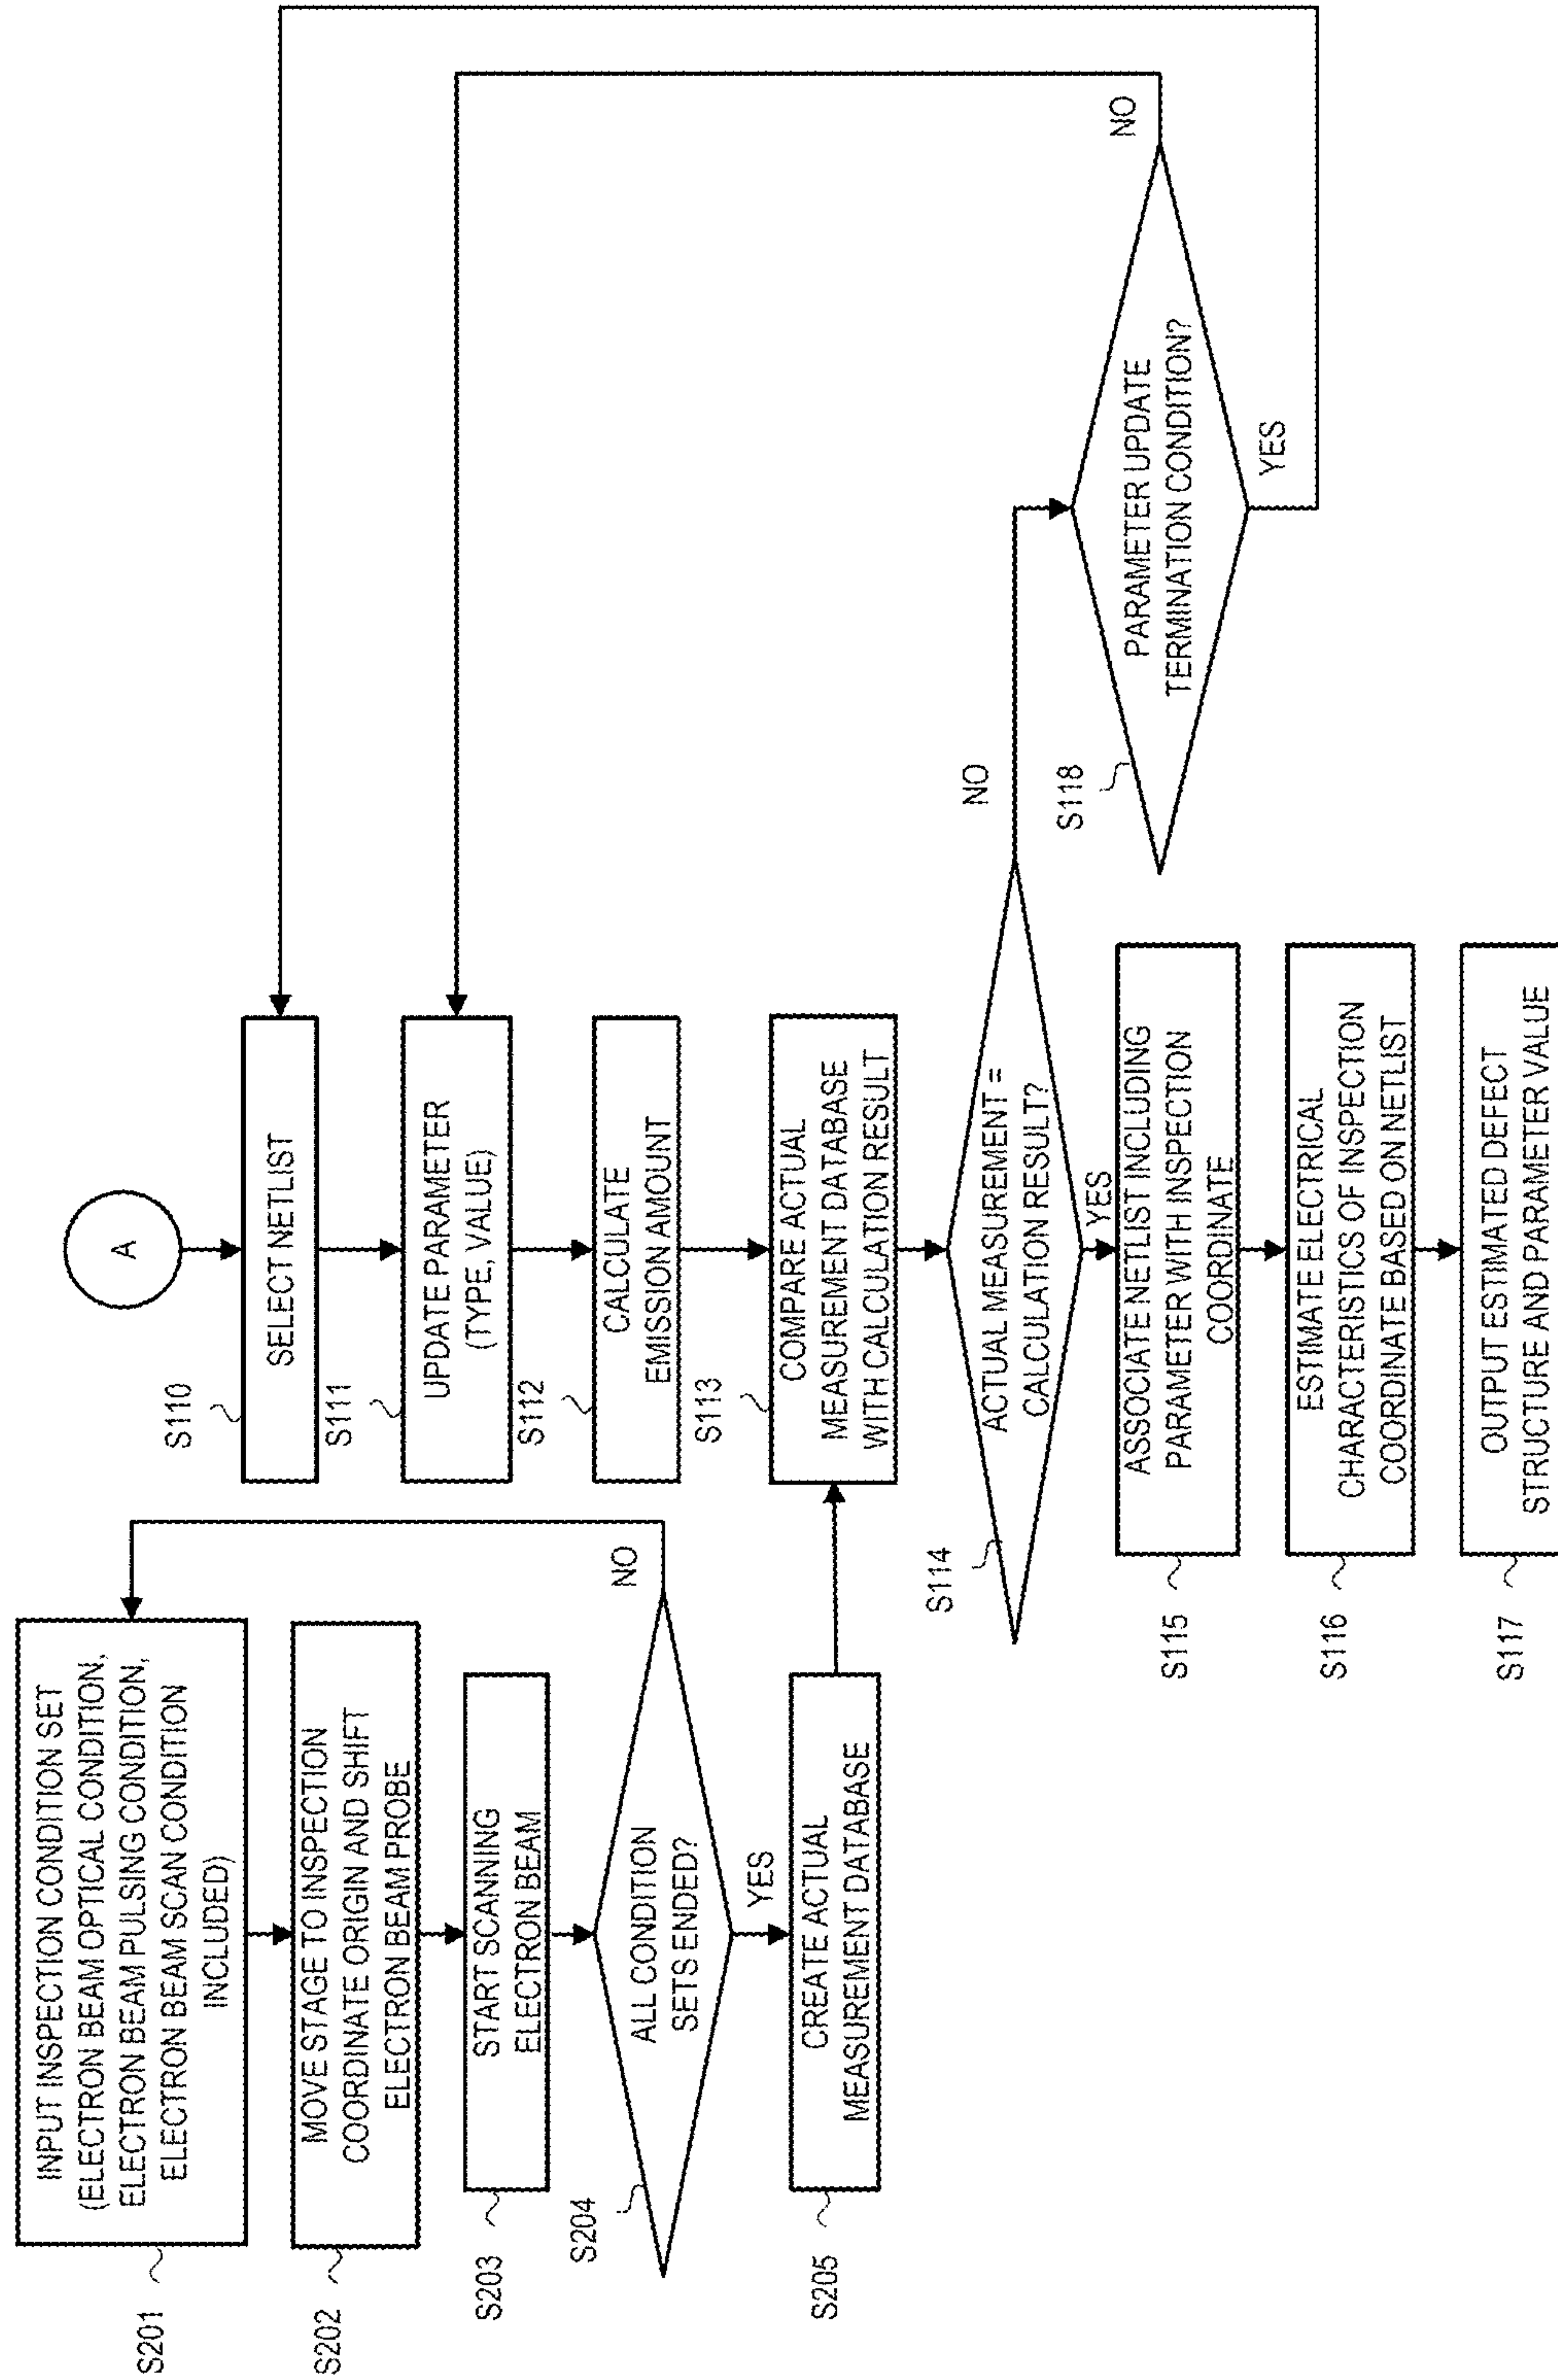 INPUT INSPECTION CONDITION SET
(ELECTRON BEAM OPTICAL CONDITION,
ELECTRON BEAM PULSING CONDITION,
ELECTRON BEAM SCAN CONDITION
INCLUDED)
S201
MOVE STAGE TO INSPECTION
COORDINATE ORIGIN AND SHIFT
ELECTRON BEAM PROBE
S202
START SCANNING
ELECTRON BEAM
S203
ALL CONDITION
SETS ENDED?
S204
NO
YES
CREATE ACTUAL
MEASUREMENT DATABASE
S205
A
SELECT NETLIST
S110
UPDATE PARAMETER
(TYPE, VALUE)
S111
CALCULATE
EMISSION AMOUNT
S112
COMPARE ACTUAL
MEASUREMENT DATABASE
WITH CALCULATION RESULT
S113
ACTUAL MEASUREMENT =
CALCULATION RESULT?
S114
NO
YES
ASSOCIATE NETLIST INCLUDING
PARAMETER WITH INSPECTION
COORDINATE
S115
ESTIMATE ELECTRICAL
CHARACTERISTICS OF INSPECTION
COORDINATE BASED ON NETLIST
S116
OUTPUT ESTIMATED DEFECT
STRUCTURE AND PARAMETER VALUE
S117
PARAMETER UPDATE
TERMINATION CONDITION?
S118
NO
YES